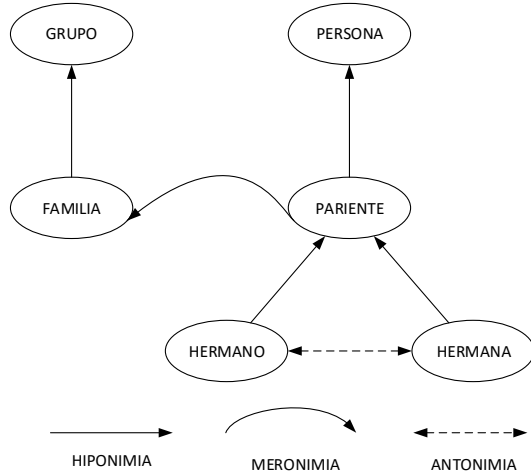 GRUPO
PERSONA
FAMILIA
PARIENTE
HERMANO
HERMANA
HIPONIMIA
MERONIMIA
ANTONIMIA